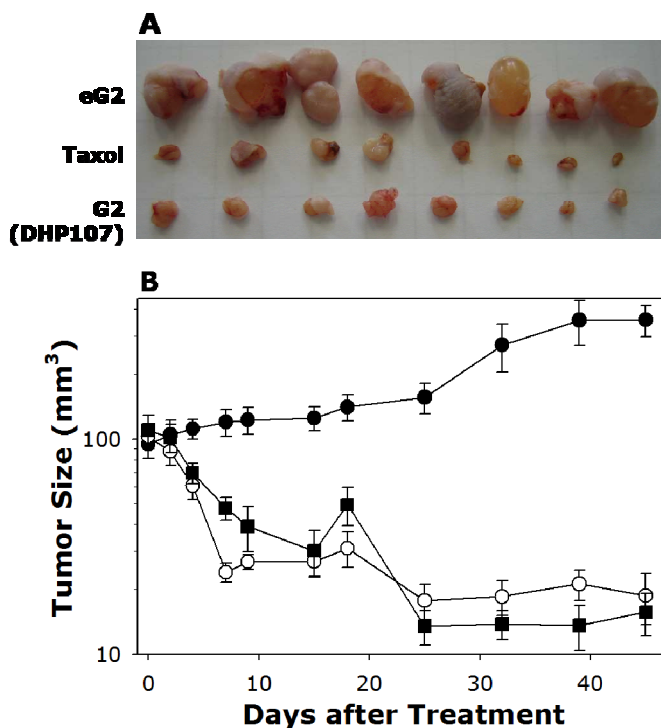 A
eG2
Taxol
G2
(DHP107)
B
Tumor Size (mm³)
100
10
0
10
20
30
40
Days after Treatment